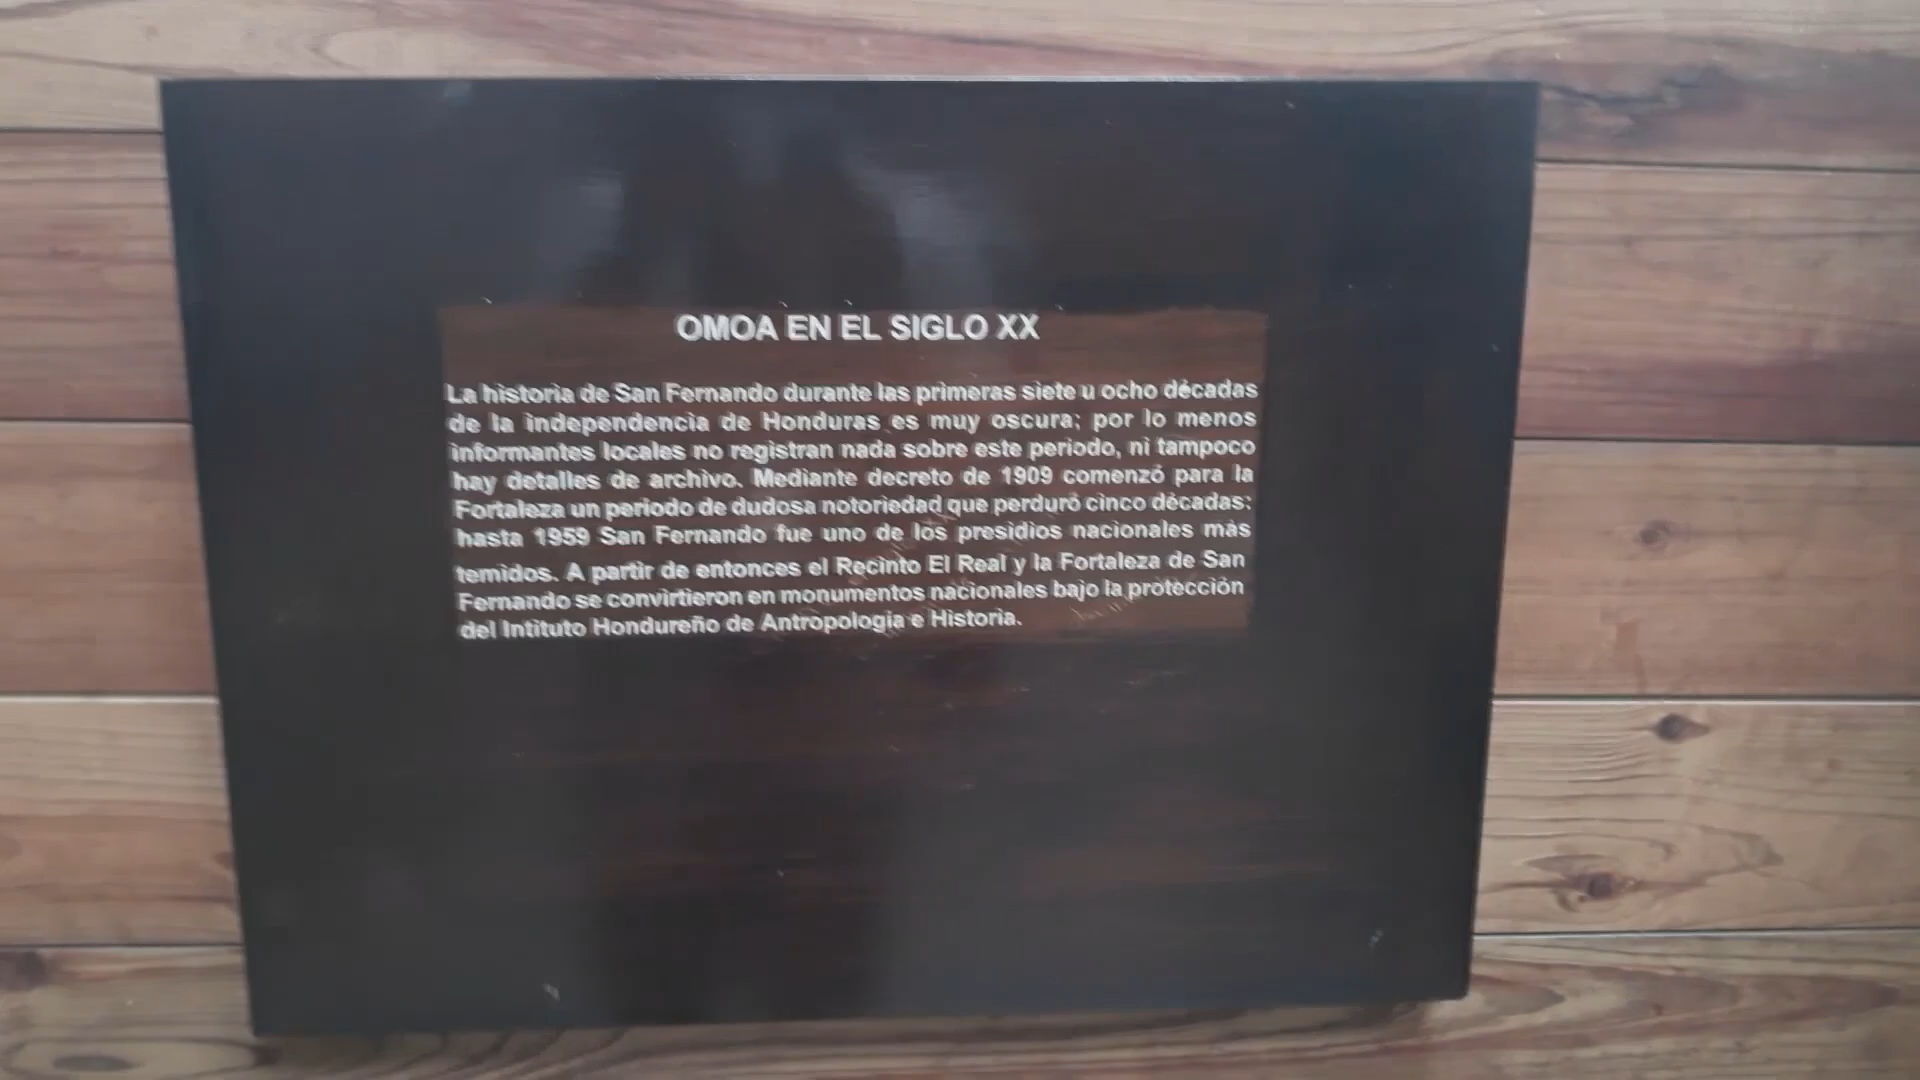 OMOA EN EL SIGLO XX
La historia de San Fernando durante las primeras siete u ocho décadas
de la independencia de Honduras es muy oscura; por lo menos
informantes locales no registran nada sobre este periodo, ni tampoco
hay detalles de archivo. Mediante decreto de 1909 comenzó para la
Fortaleza un periodo de dudosa notoriedad que perduró cinco décadas:
hasta 1959 San Fernando fue uno de los presidios nacionales más
temidos. A partir de entonces el Recinto El Real y la Fortaleza de San
Fernando se convirtieron en monumentos nacionales bajo la protección
del Intituto Hondureño de Antropologia e Historia.